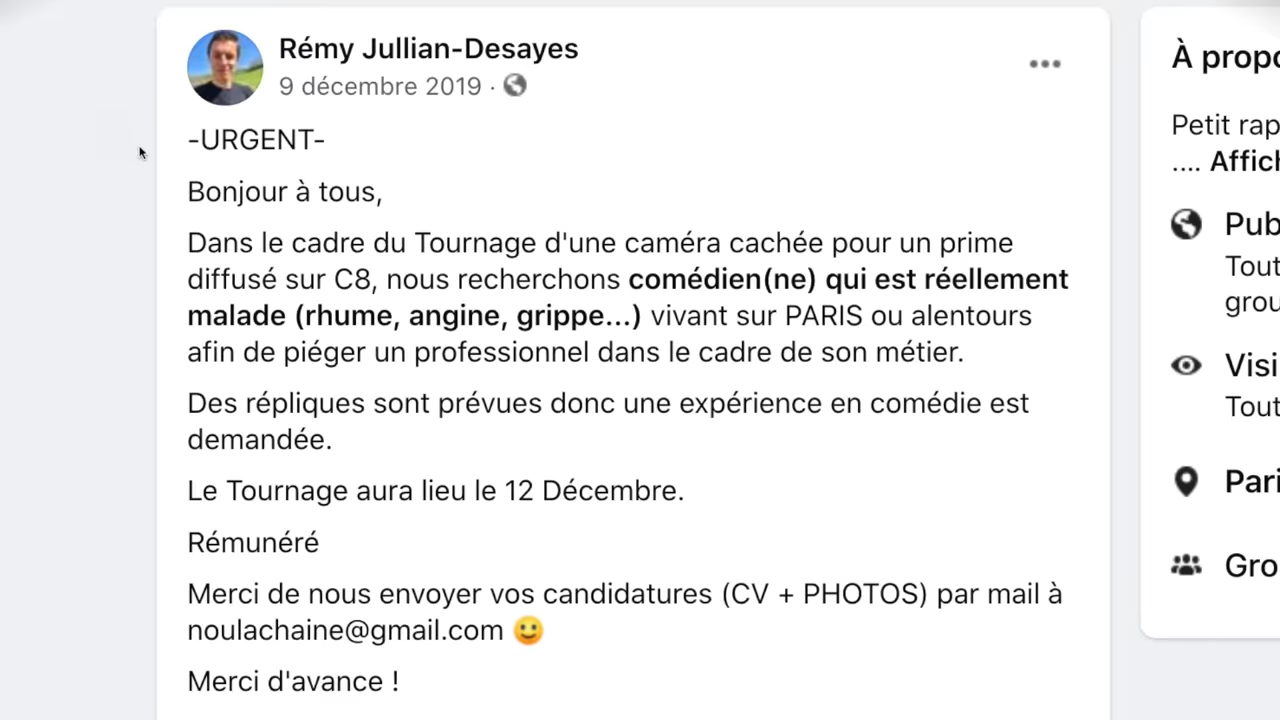 Rémy Jullian-Desayes
9 décembre 2019 ·
-URGENT-
Bonjour à tous,
Dans le cadre du Tournage d'une caméra cachée pour un prime
diffusé sur C8, nous recherchons comédien(ne) qui est réellement
malade (rhume, angine, grippe...) vivant sur PARIS ou alentours
afin de piéger un professionnel dans le cadre de son métier.
Des répliques sont prévues donc une expérience en comédie est
demandée.
Le Tournage aura lieu le 12 Décembre.
Rémunéré
Merci de nous envoyer vos candidatures (CV + PHOTOS) par mail à
noulachaine@gmail.com
Merci d'avance !
À propo
Petit rap
.... Affich
Pub
Tout
grou
Visi
Tout
Pari
Gro